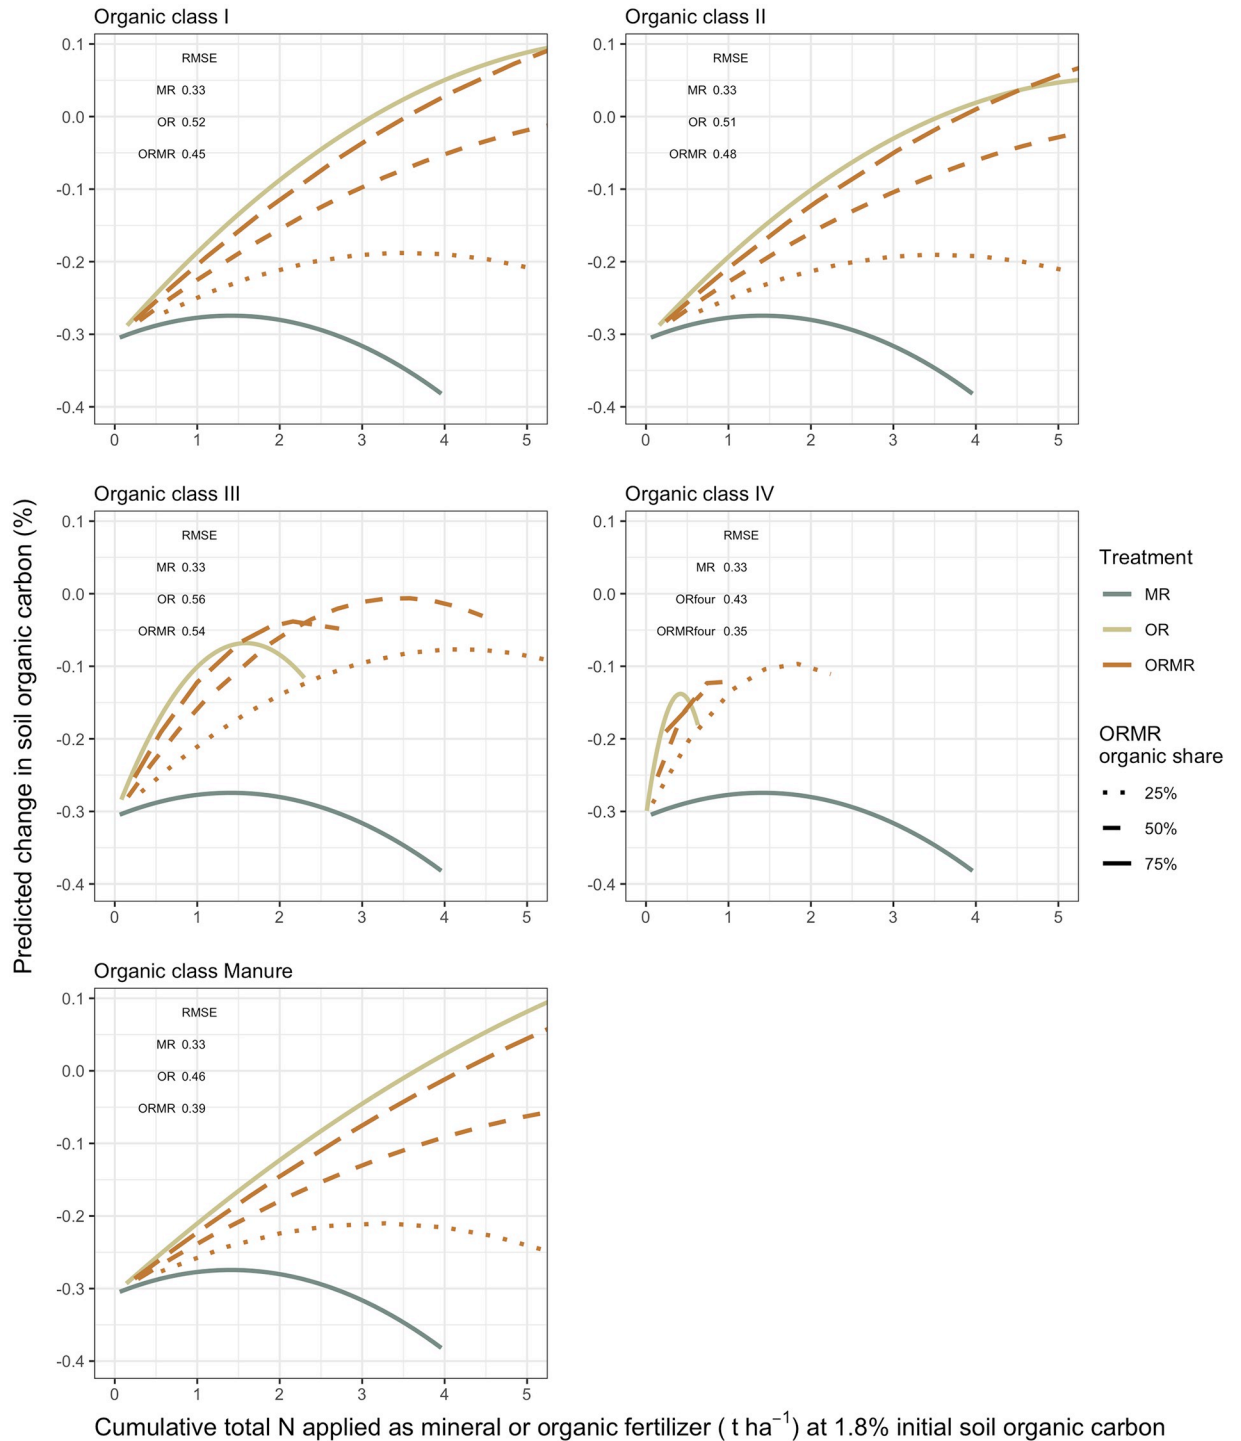 Organic class I
0.1
0.0
-0.1
-0.2
-0.3
-0.4
RMSE
MR 0.33
OR 0.52
ORMR 0.45
0 1 2 3 4 5
Organic class II
0.1
0.0
-0.1
-0.2
-0.3
-0.4
RMSE
MR 0.33
OR 0.51
ORMR 0.48
0 1 2 3 4 5
Predicted change in soil organic carbon (%)
Organic class III
0.1
0.0
-0.1
-0.2
-0.3
-0.4
RMSE
MR 0.33
OR 0.56
ORMR 0.54
0 1 2 3 4 5
Organic class IV
0.1
0.0
-0.1
-0.2
-0.3
-0.4
RMSE
MR 0.33
ORfour 0.43
ORMRfour 0.35
0 1 2 3 4 5
Treatment
MR
OR
ORMR
ORMR
organic share
25%
50%
75%
Organic class Manure
0.1
0.0
-0.1
-0.2
-0.3
-0.4
RMSE
MR 0.33
OR 0.46
ORMR 0.39
0 1 2 3 4 5
Cumulative total N applied as mineral or organic fertilizer ( t ha⁻¹) at 1.8% initial soil organic carbon